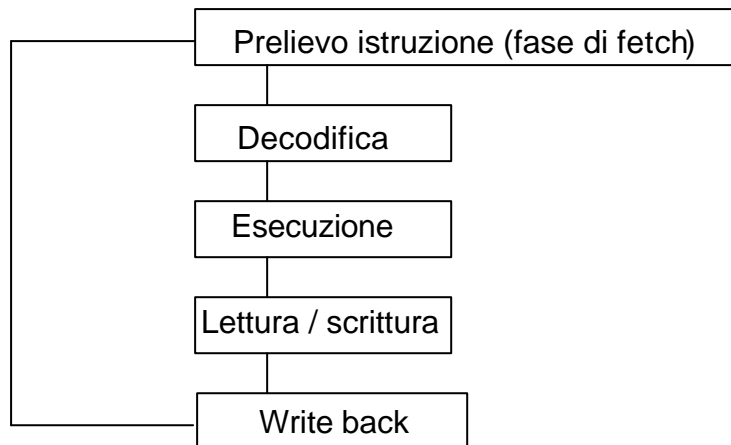 Prelievo istruzione (fase di fetch)
Decodifica
Esecuzione
Lettura / scrittura
Write back